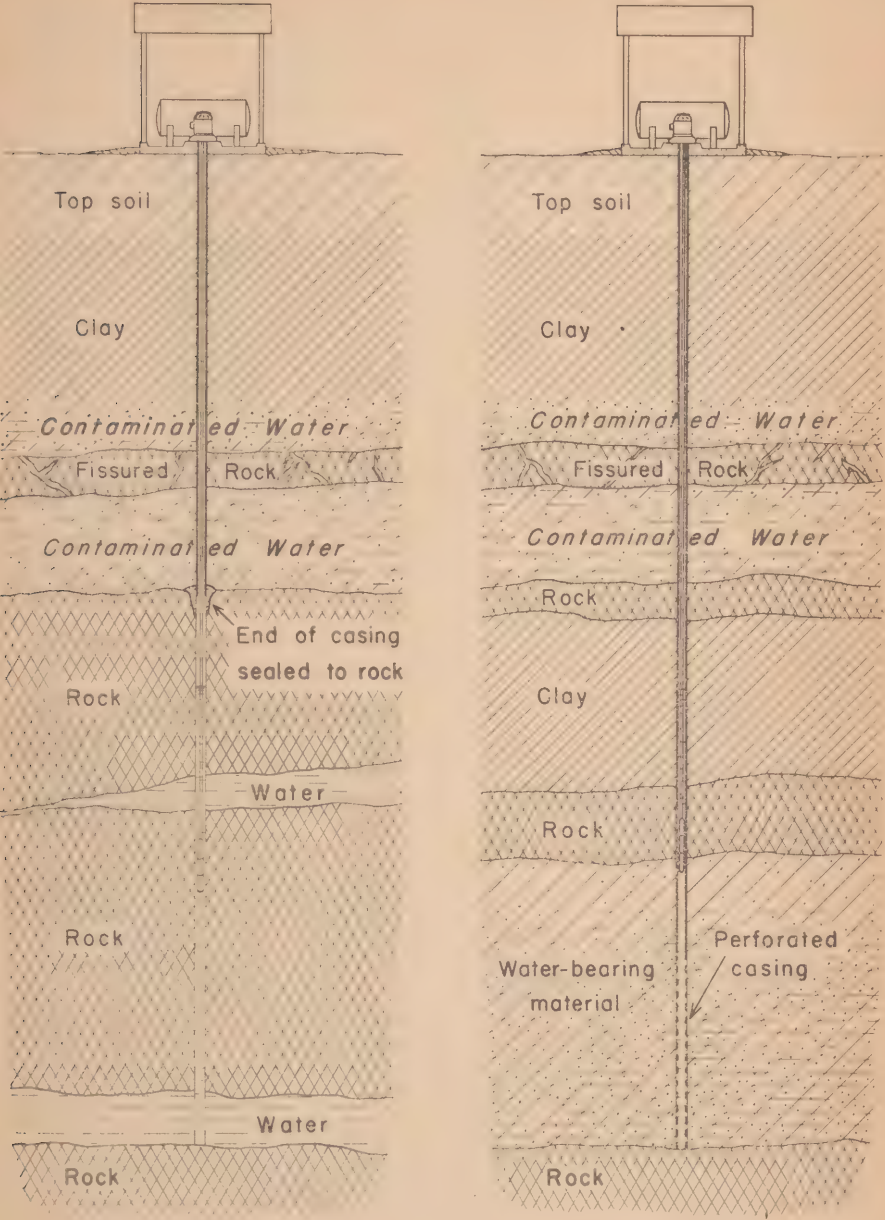 Top soil
Clay
Contaminated Water
Fissured Rock
Contaminated Water
End of casing
sealed to rock
Rock
Water
Rock
Water
Rock
Top soil
Clay
Contaminated Water
Fissured Rock
Contaminated Water
Rock
Clay
Rock
Perforated
casing
Water-bearing
material
Rock